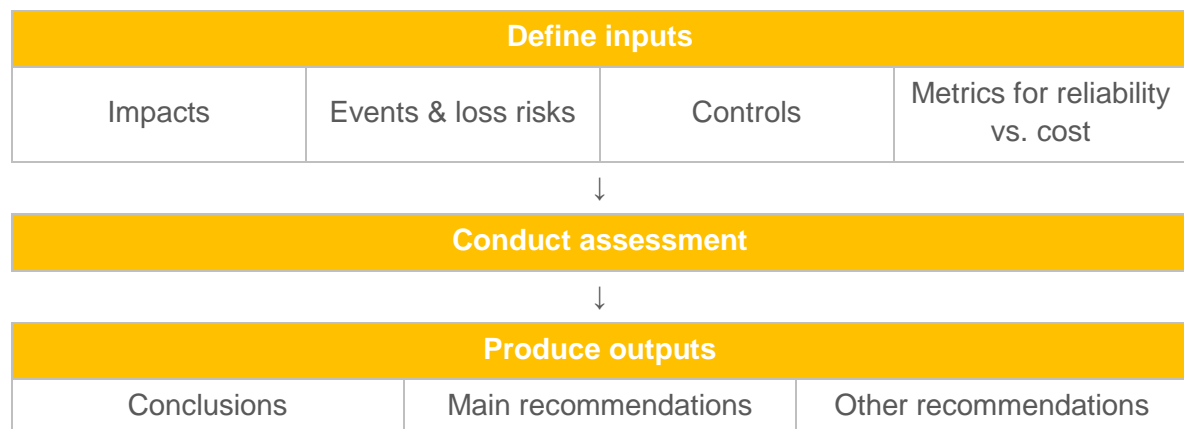 Define inputs
Impacts
Events & loss risks
Controls
Metrics for reliability
vs. cost
↓
Conduct assessment
↓
Produce outputs
Conclusions
Main recommendations
Other recommendations